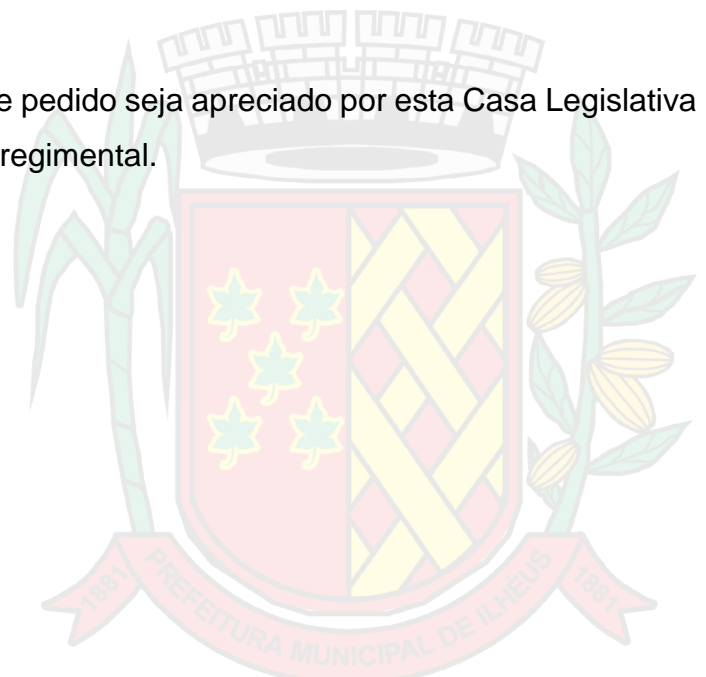 e pedido seja apreciado por esta Casa Legislativa
regimental.
1881 PREFEITURA MUNICIPAL DE ILHÉUS 1881